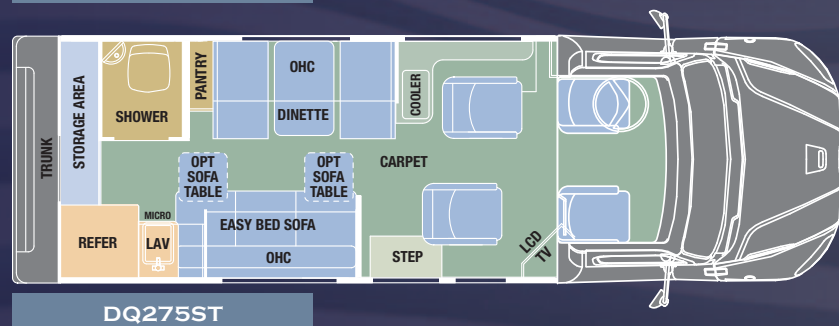 TRUNK
STORAGE AREA
SHOWER
PANTRY
OHC
DINETTE
COOLER
CARPET
OPT
SOFA
TABLE
OPT
SOFA
TABLE
MICRO
REFER
LAV
EASY BED SOFA
OHC
STEP
LCD
TV
DQ275ST